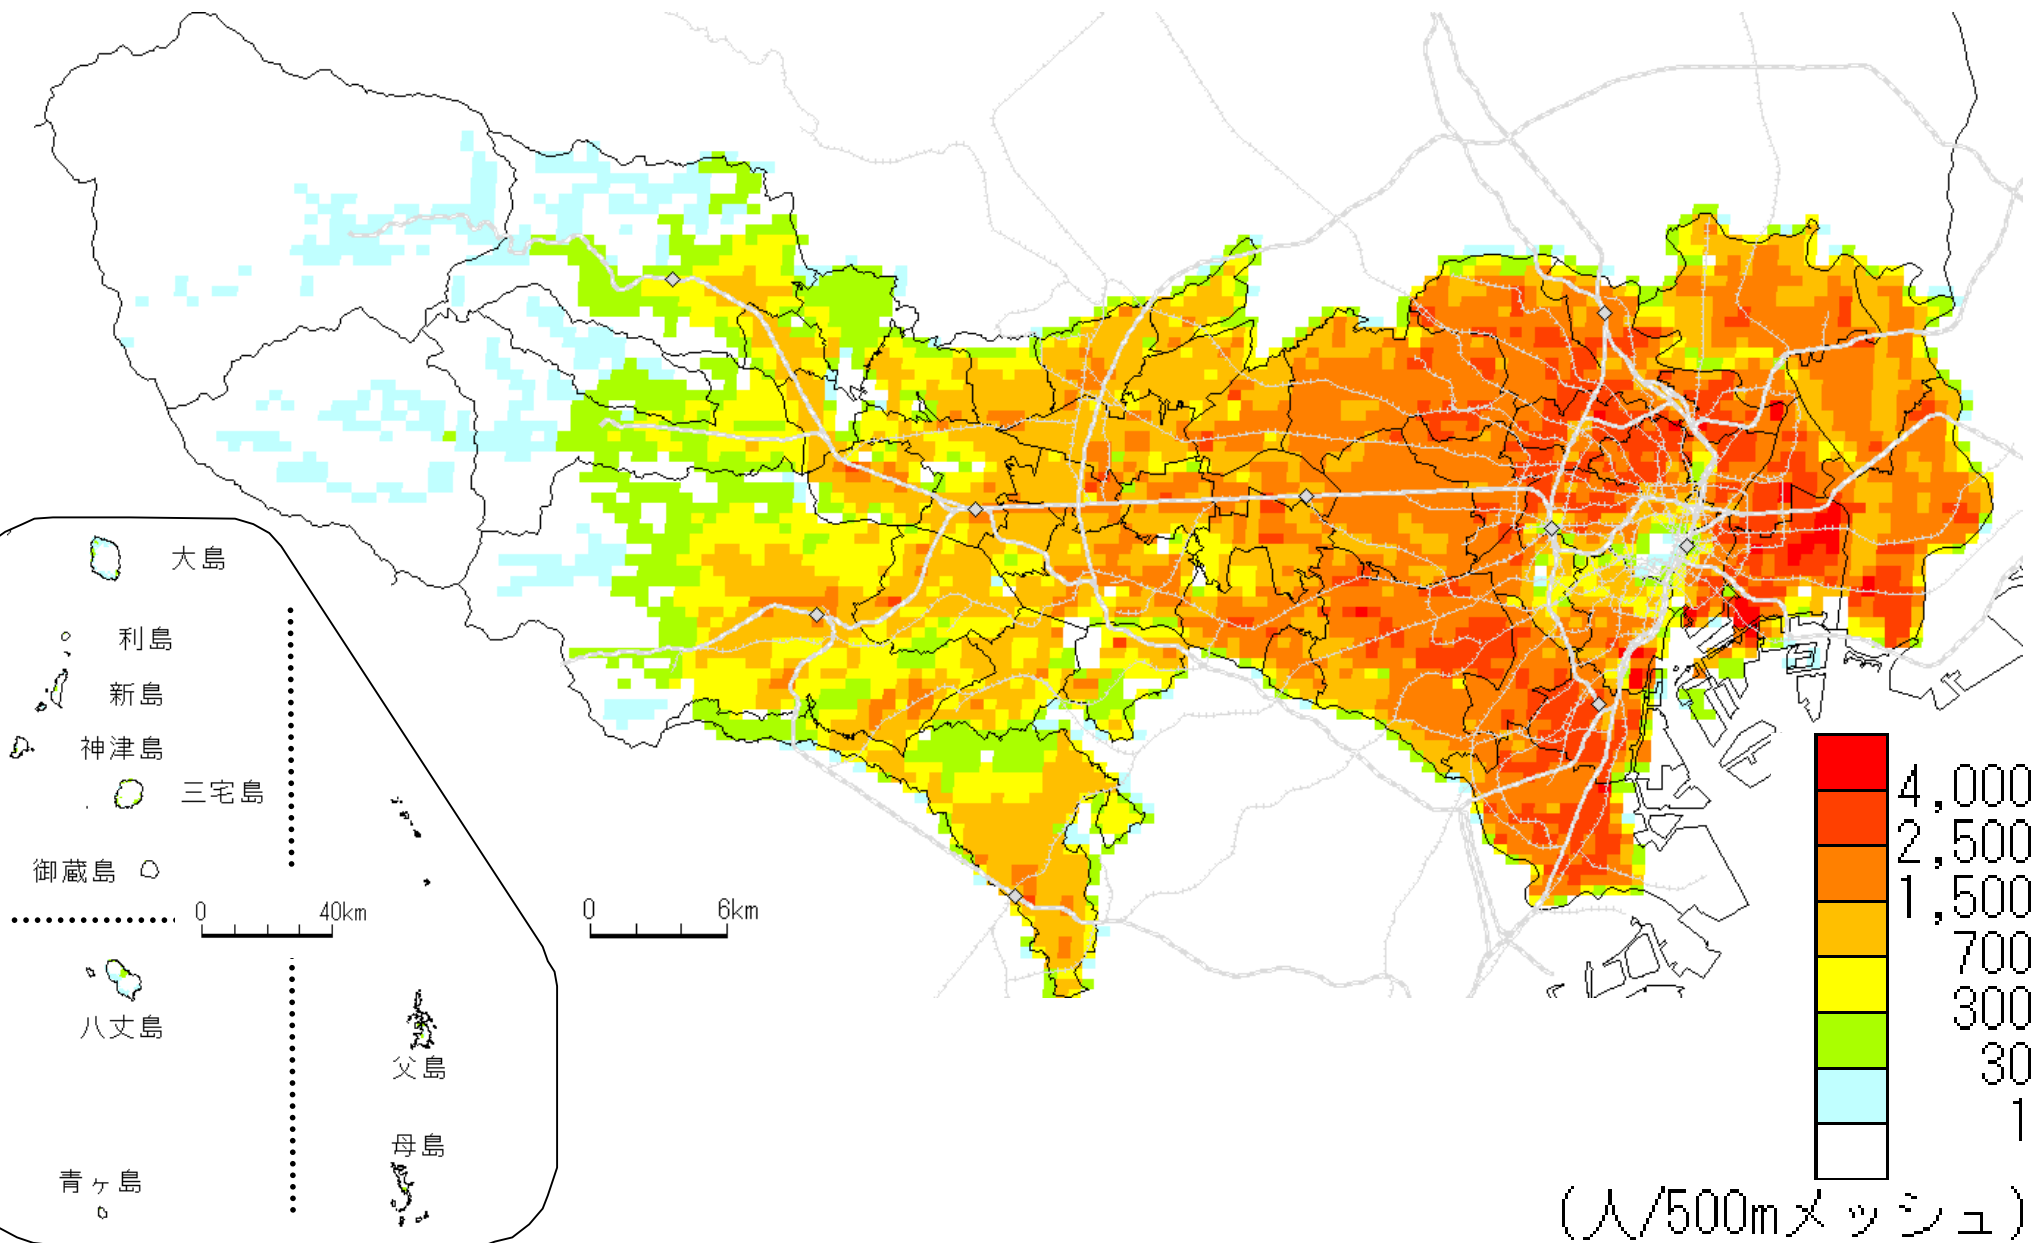 大島
利島
新島
神津島
三宅島
御蔵島
0 40km
0 6km
八丈島
父島
母島
青ヶ島
4,000
2,500
1,500
700
300
30
1
(人/500mメッシュ)